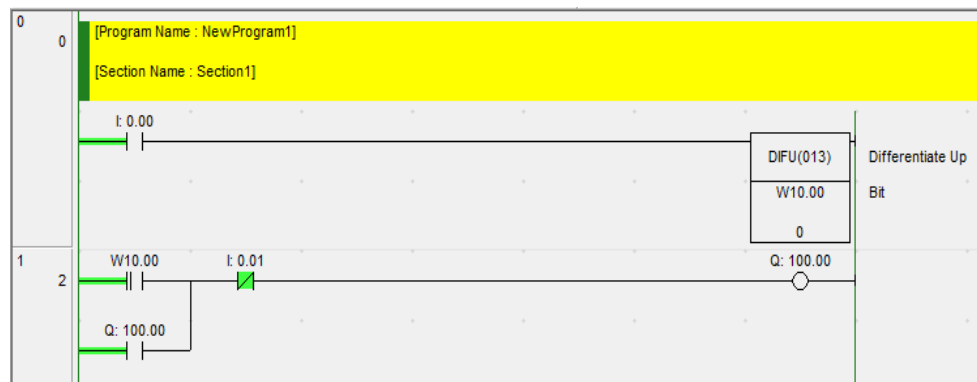 0
0
[Program Name : NewProgram1]
[Section Name : Section1]
I: 0.00
DIFU(013)
Differentiate Up
W10.00
Bit
0
1
2
W10.00
I: 0.01
Q: 100.00
Q: 100.00